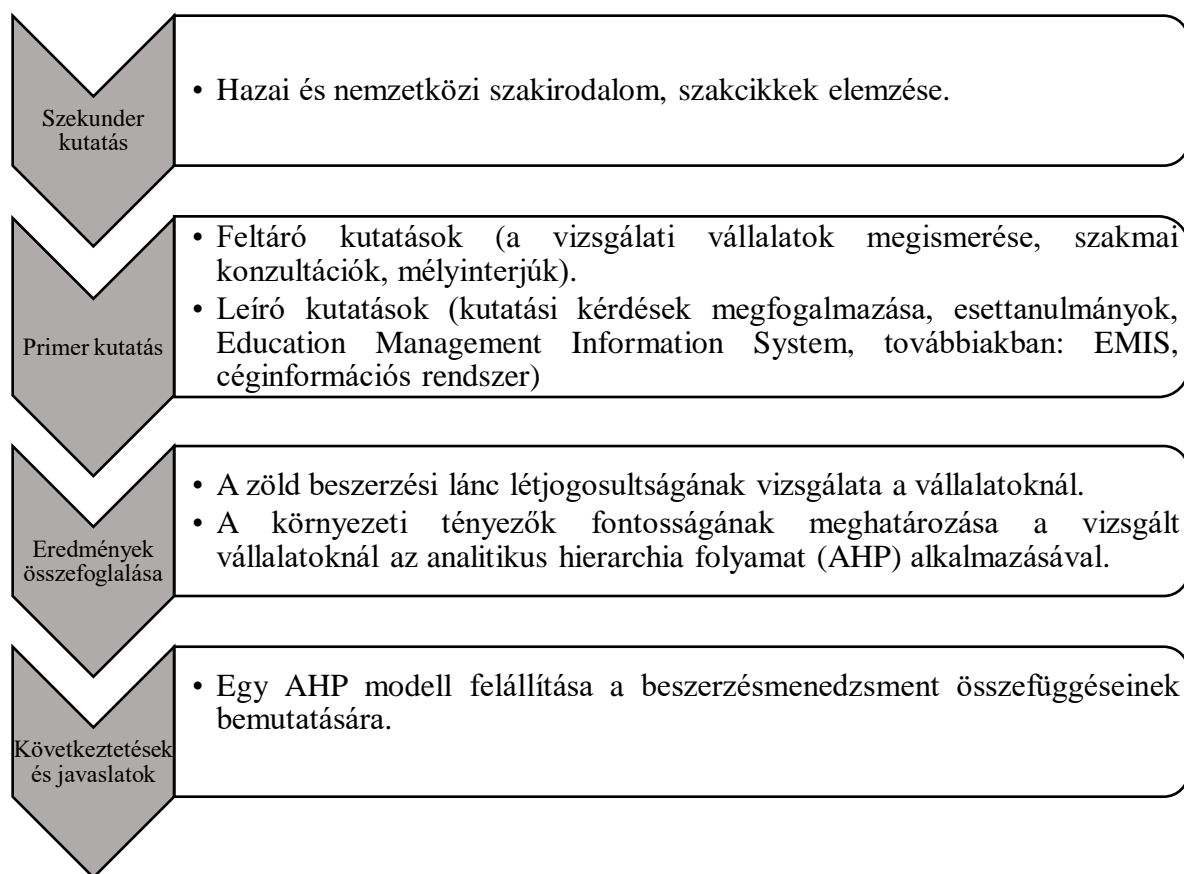 Szekunder
kutatás
• Hazai és nemzetközi szakirodalom, szakcikkek elemzése.
Primer kutatás
• Feltáró kutatások (a vizsgálati vállalatok megismerése, szakmai
konzultációk, mélyinterjúk).
• Leíró kutatások (kutatási kérdések megfogalmazása, esettanulmányok,
Education Management Information System, továbbiakban: EMIS,
céginformációs rendszer)
Eredmények
összefoglalása
• A zöld beszerzési lánc létjogosultságának vizsgálata a vállalatoknál.
• A környezeti tényezők fontosságának meghatározása a vizsgált
vállalatoknál az analitikus hierarchia folyamat (AHP) alkalmazásával.
Következtetések
és javaslatok
• Egy AHP modell felállítása a beszerzésmenedzsment összefüggéseinek
bemutatására.